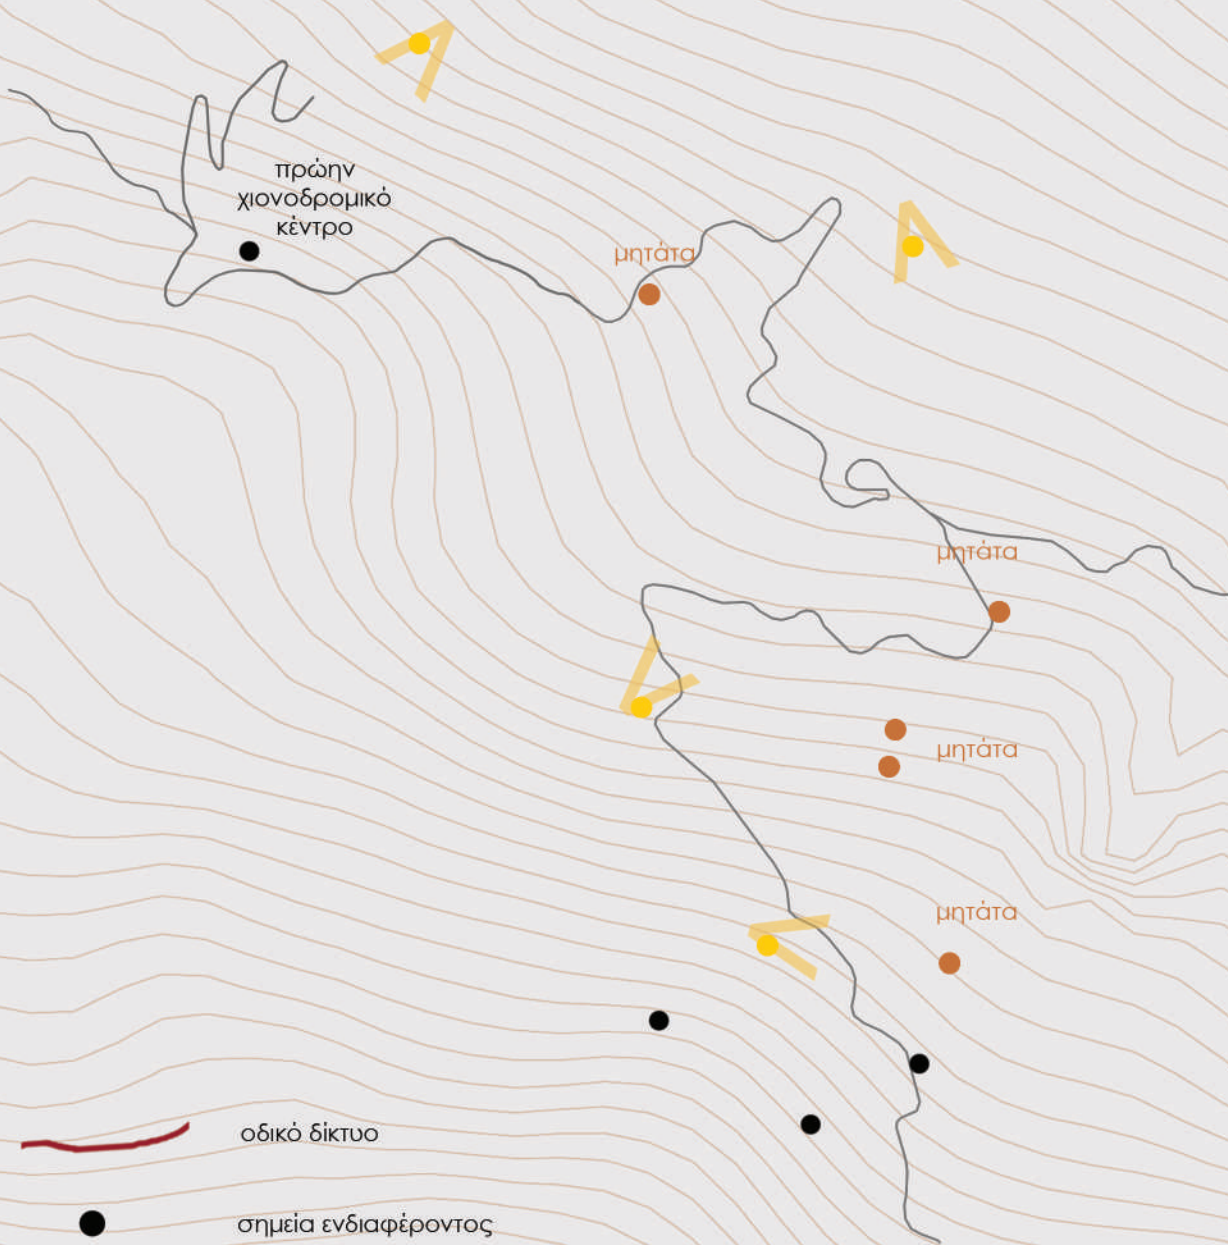 πρώην
χιονοδρομικό
κέντρο
μητάτα
μητάτα
μητάτα
μητάτα
οδικό δίκτυο
σημεία ενδιαφέροντος